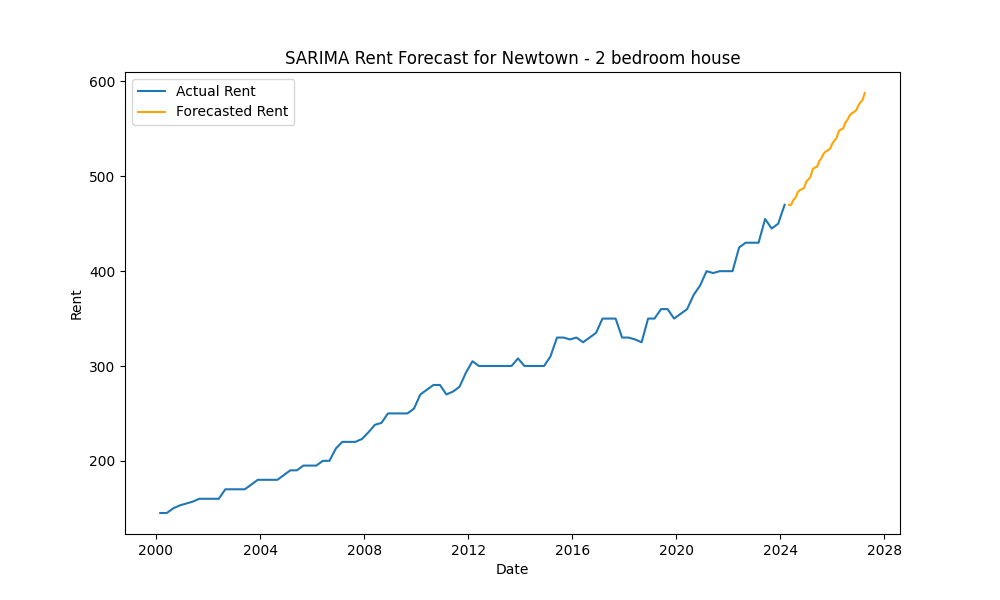 SARIMA Rent Forecast for Newtown - 2 bedroom house
Actual Rent
Forecasted Rent
600
500
400
300
200
Rent
2000 2004 2008 2012 2016 2020 2024 2028
Date